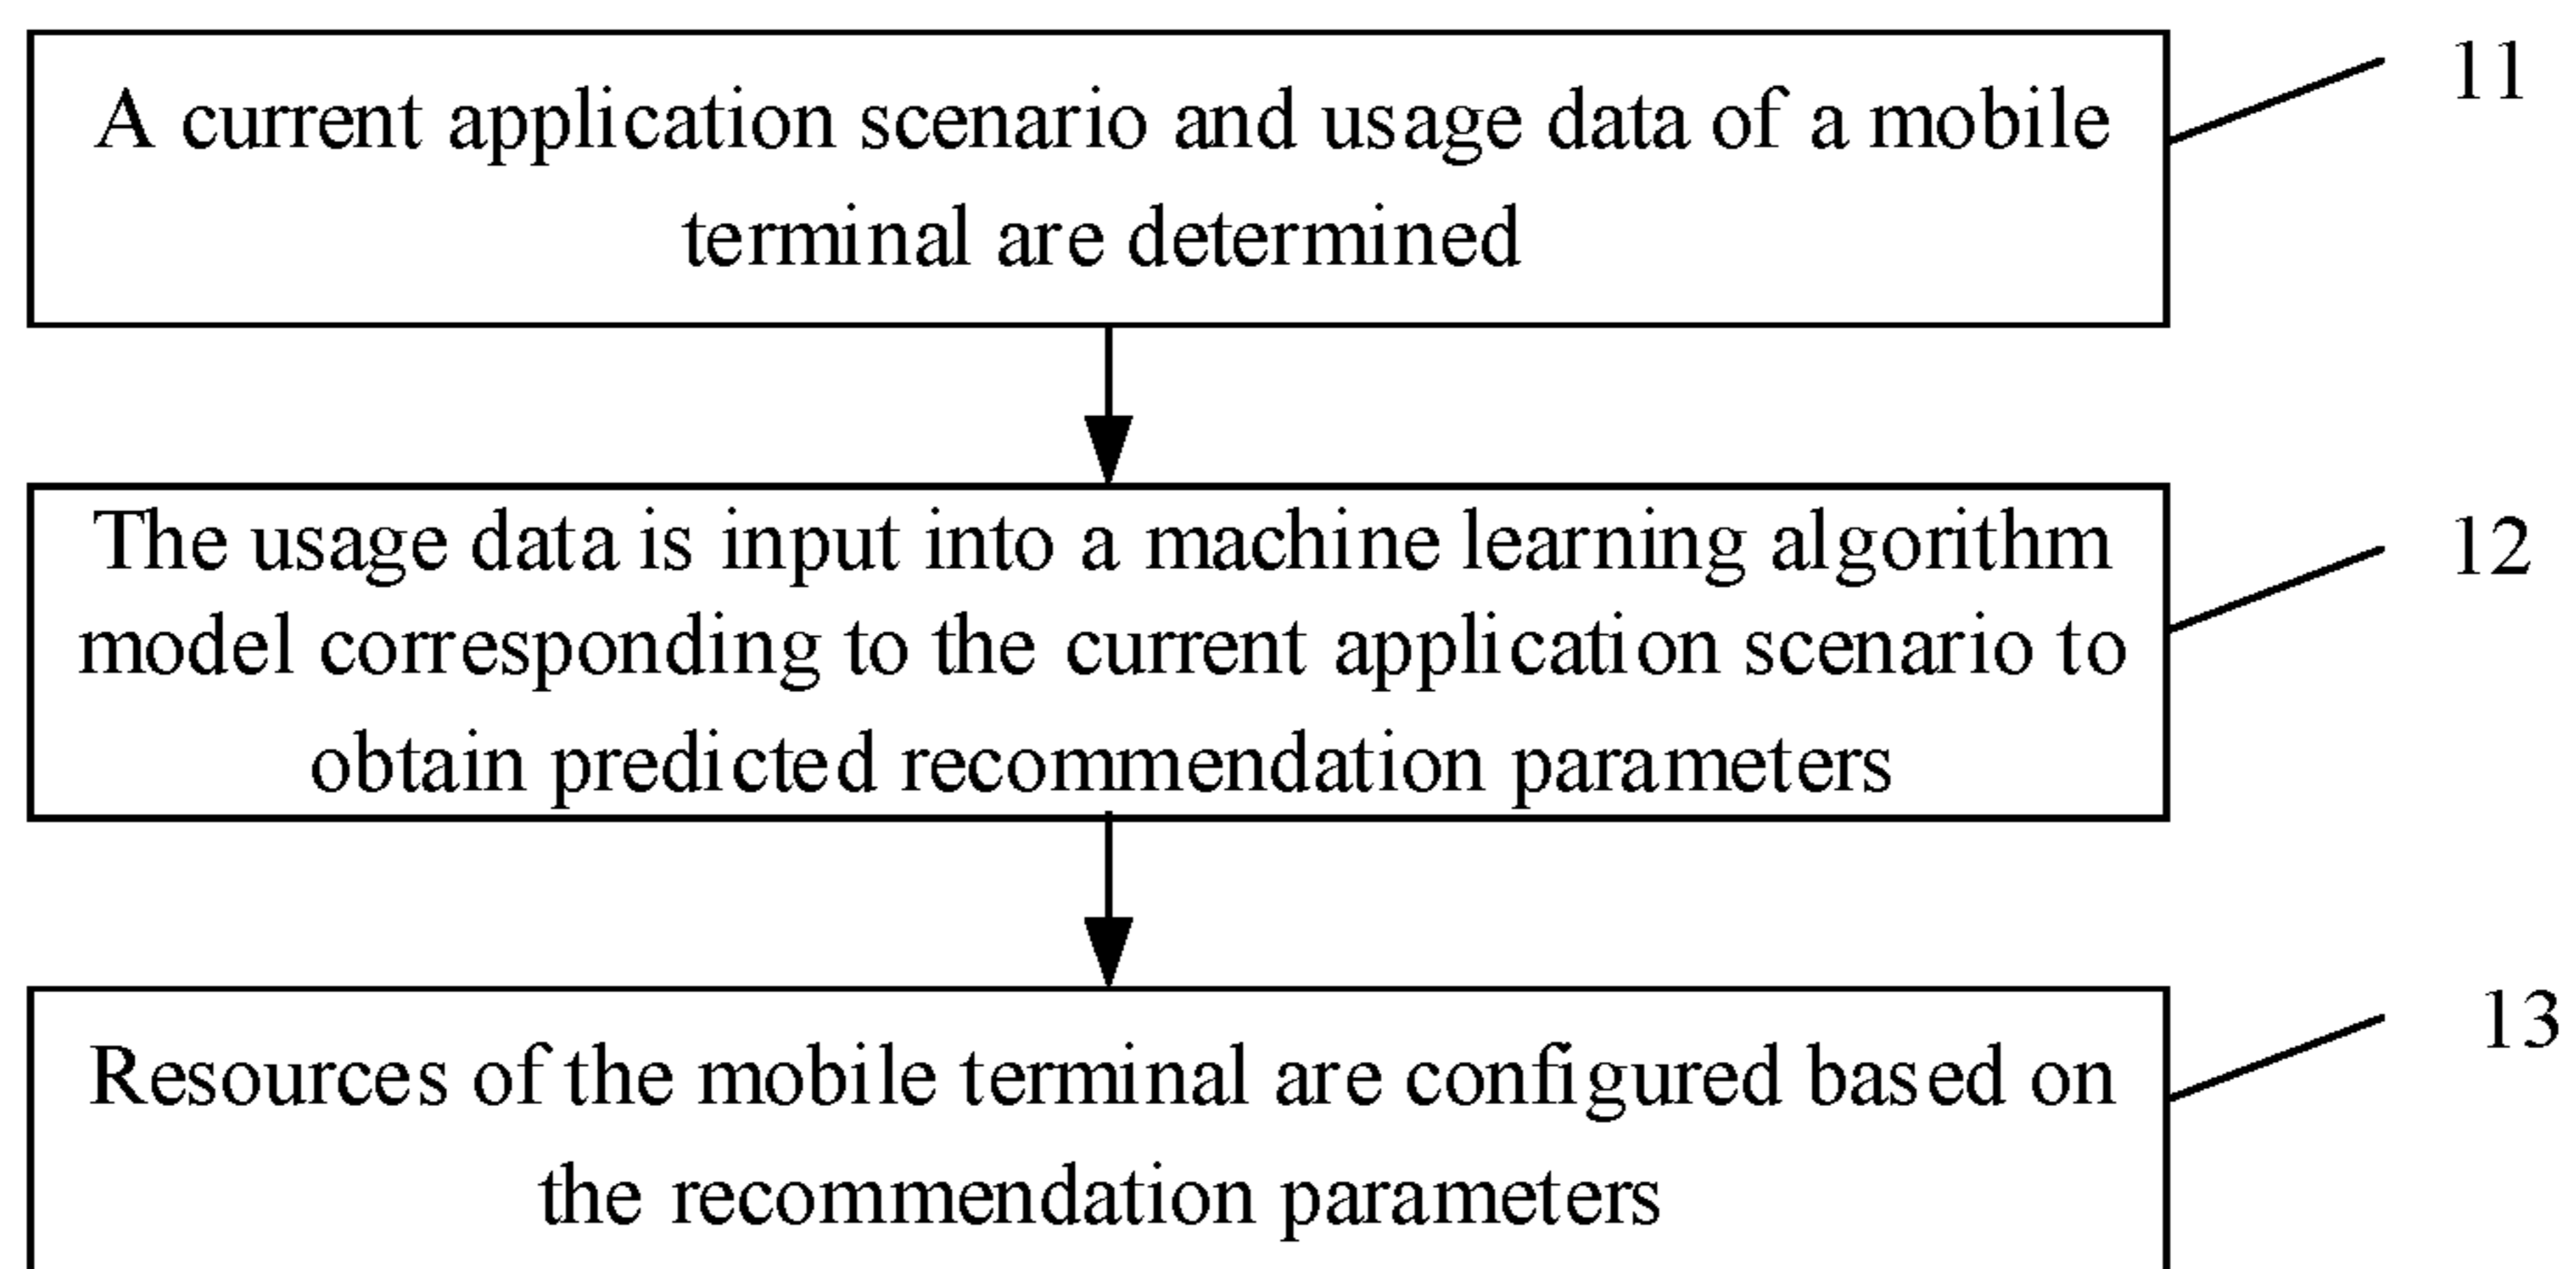 A current application scenario and usage data of a mobile
terminal are determined
11
The usage data is input into a machine learning algorithm
model corresponding to the current application scenario to
obtain predicted recommendation parameters
12
Resources of the mobile terminal are configured based on
the recommendation parameters
13